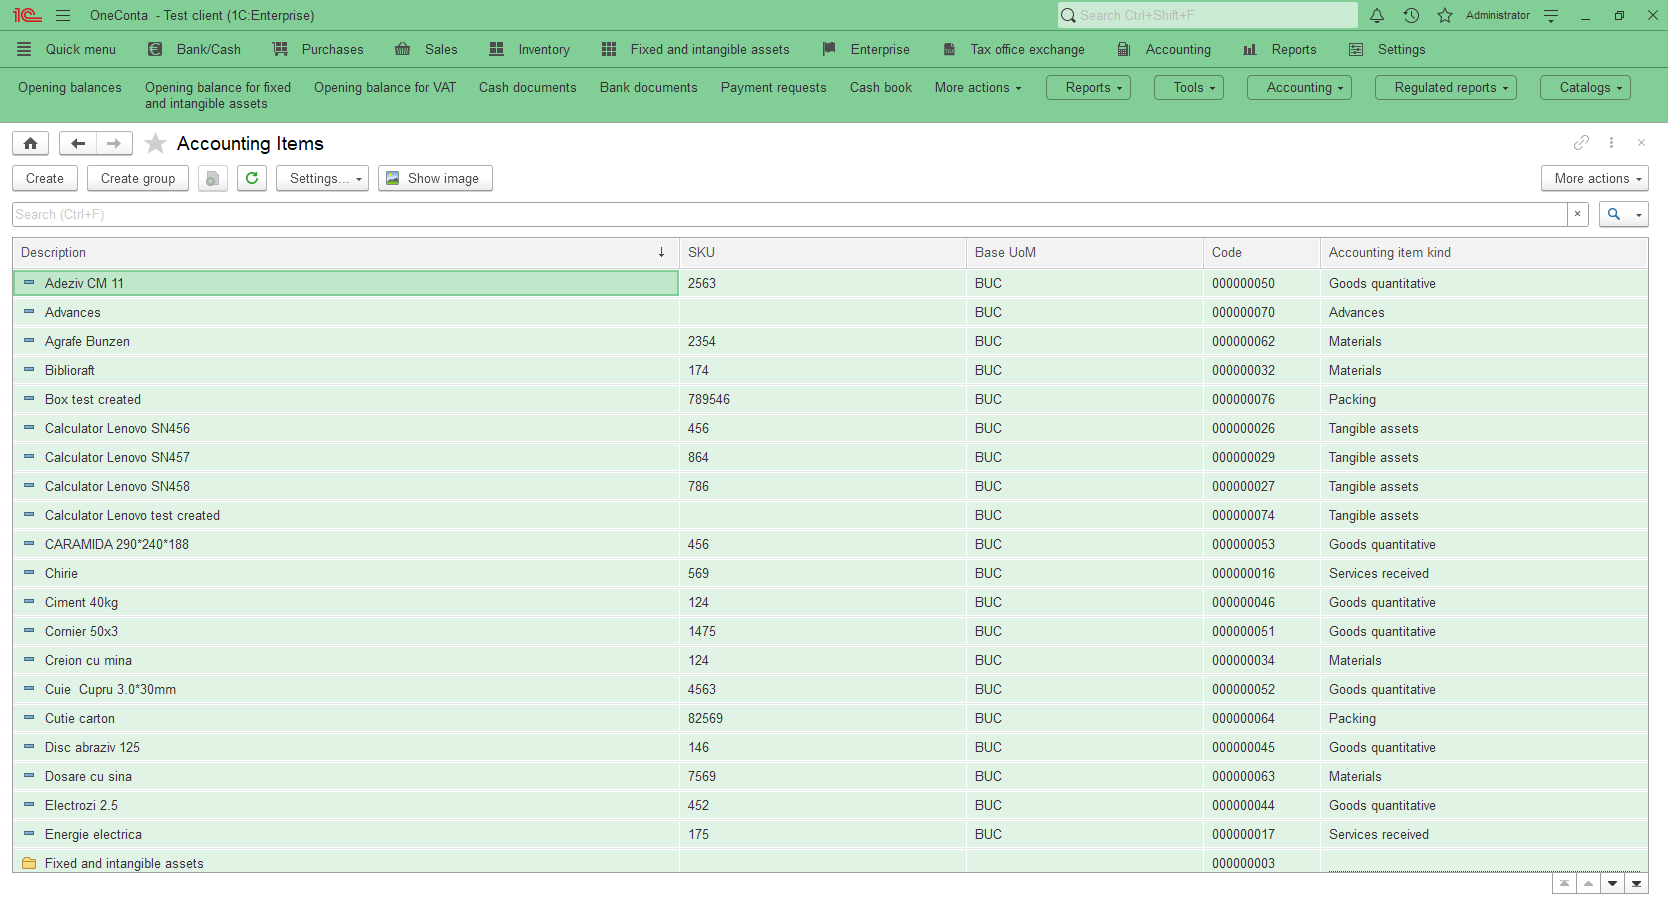 OneConta - Test client (1C:Enterprise)
Search Ctrl+Shift+F
Administrator
Quick menu
Bank/Cash
Purchases
Sales
Inventory
Fixed and intangible assets
Enterprise
Tax office exchange
Accounting
Reports
Settings
Opening balances
Opening balance for fixed
and intangible assets
Opening balance for VAT
Cash documents
Bank documents
Payment requests
Cash book
More actions
Reports
Tools
Accounting
Regulated reports
Catalogs
Accounting Items
Create
Create group
Settings...
Show image
More actions
Search (Ctrl+F)
Description SKU Base UoM Code Accounting item kind
Adeziv CM 11 2563 BUC 000000050 Goods quantitative
Advances BUC 000000070 Advances
Agrafe Bunzen 2354 BUC 000000062 Materials
Biblioraft 174 BUC 000000032 Materials
Box test created 789546 BUC 000000076 Packing
Calculator Lenovo SN456 456 BUC 000000026 Tangible assets
Calculator Lenovo SN457 864 BUC 000000029 Tangible assets
Calculator Lenovo SN458 786 BUC 000000027 Tangible assets
Calculator Lenovo test created BUC 000000074 Tangible assets
CARAMIDA 290*240*188 456 BUC 000000053 Goods quantitative
Chirie 569 BUC 000000016 Services received
Ciment 40kg 124 BUC 000000046 Goods quantitative
Cornier 50x3 1475 BUC 000000051 Goods quantitative
Creion cu mina 124 BUC 000000034 Materials
Cuie  Cupru 3.0*30mm 4563 BUC 000000052 Goods quantitative
Cutie carton 82569 BUC 000000064 Packing
Disc abraziv 125 146 BUC 000000045 Goods quantitative
Dosare cu sina 7569 BUC 000000063 Materials
Electrozi 2.5 452 BUC 000000044 Goods quantitative
Energie electrica 175 BUC 000000017 Services received
Fixed and intangible assets 000000003